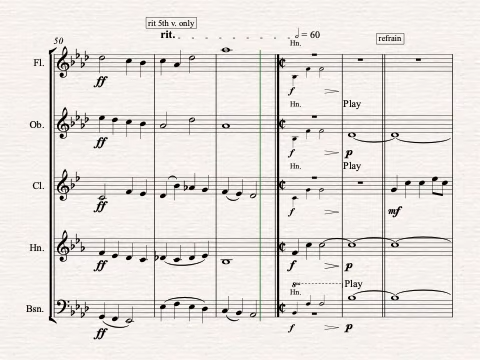 rit 5th v. only
rit.
= 60
refrain
50
Fl.
Hn.
ff
f
Ob.
Hn.
Play
ff
f
p
Cl.
Hn.
Play
ff
f
mf
Hn.
ff
f
p
Bsn.
8va
Hn.
Play
ff
f
p